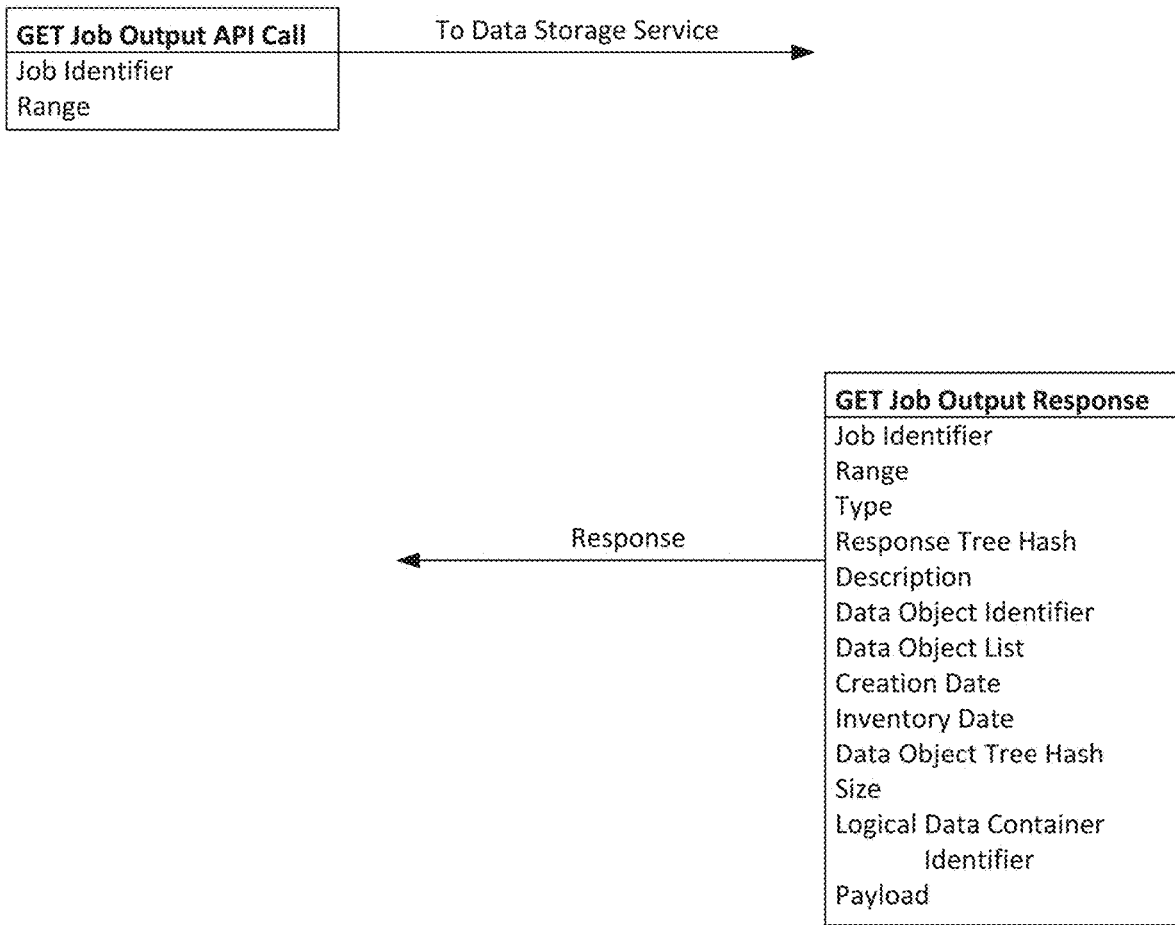 GET Job Output API Call
To Data Storage Service
Job Identifier
Range
GET Job Output Response
Job Identifier
Range
Type
Response
Response Tree Hash
Description
Data Object Identifier
Data Object List
Creation Date
Inventory Date
Data Object Tree Hash
Size
Logical Data Container
Identifier
Payload